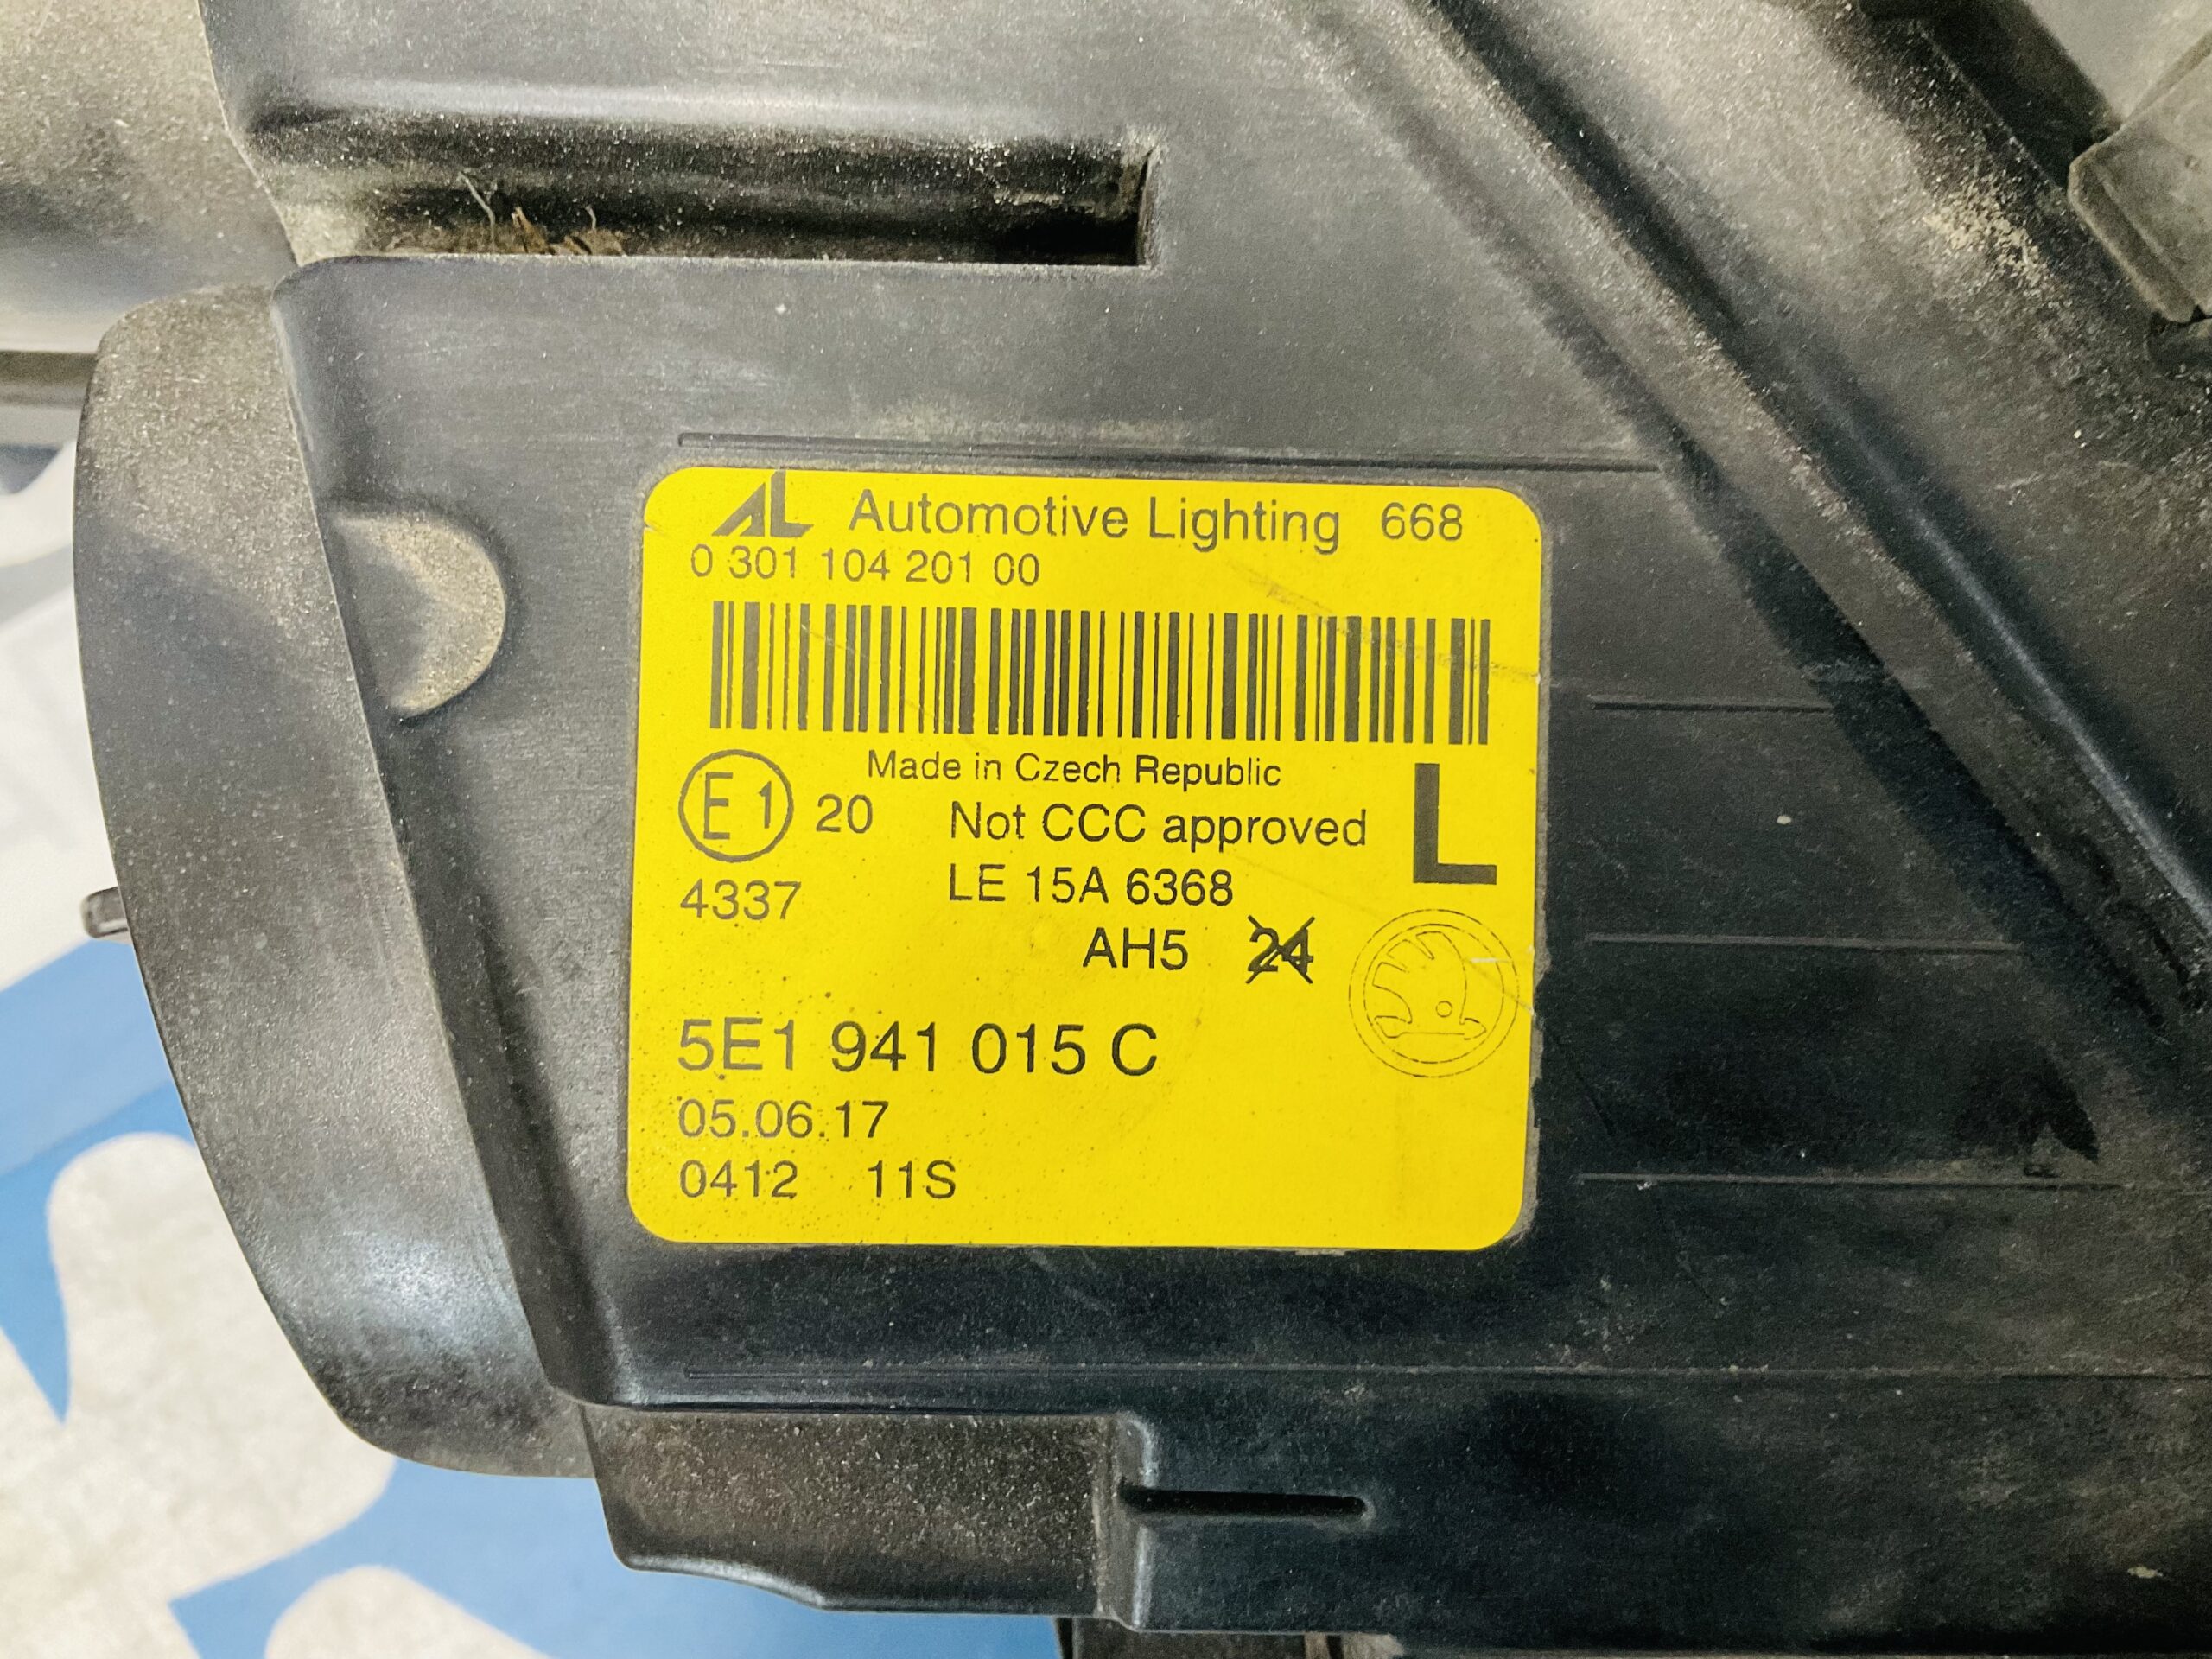 AL Automotive Lighting 668
0 301 104 201 00
Made in Czech Republic
E1 20 Not CCC approved L
4337 LE 15A 6368
AH5 24
5E1 941 015 C
05.06.17
0412 11S